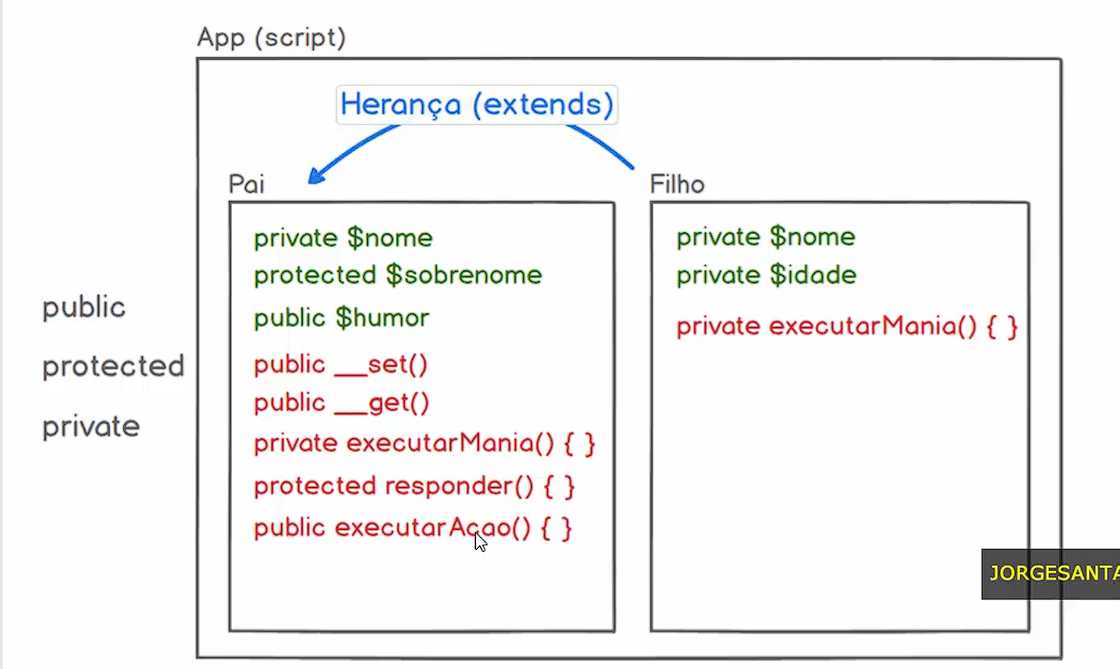 App (script)
Herança (extends)
Pai
private $nome
protected $sobrenome
public $humor
public __set()
public __get()
private executarMania() { }
protected responder() { }
public executarAcao() { }
Filho
private $nome
private $idade
private executarMania() { }
public
protected
private
JORGESANTA